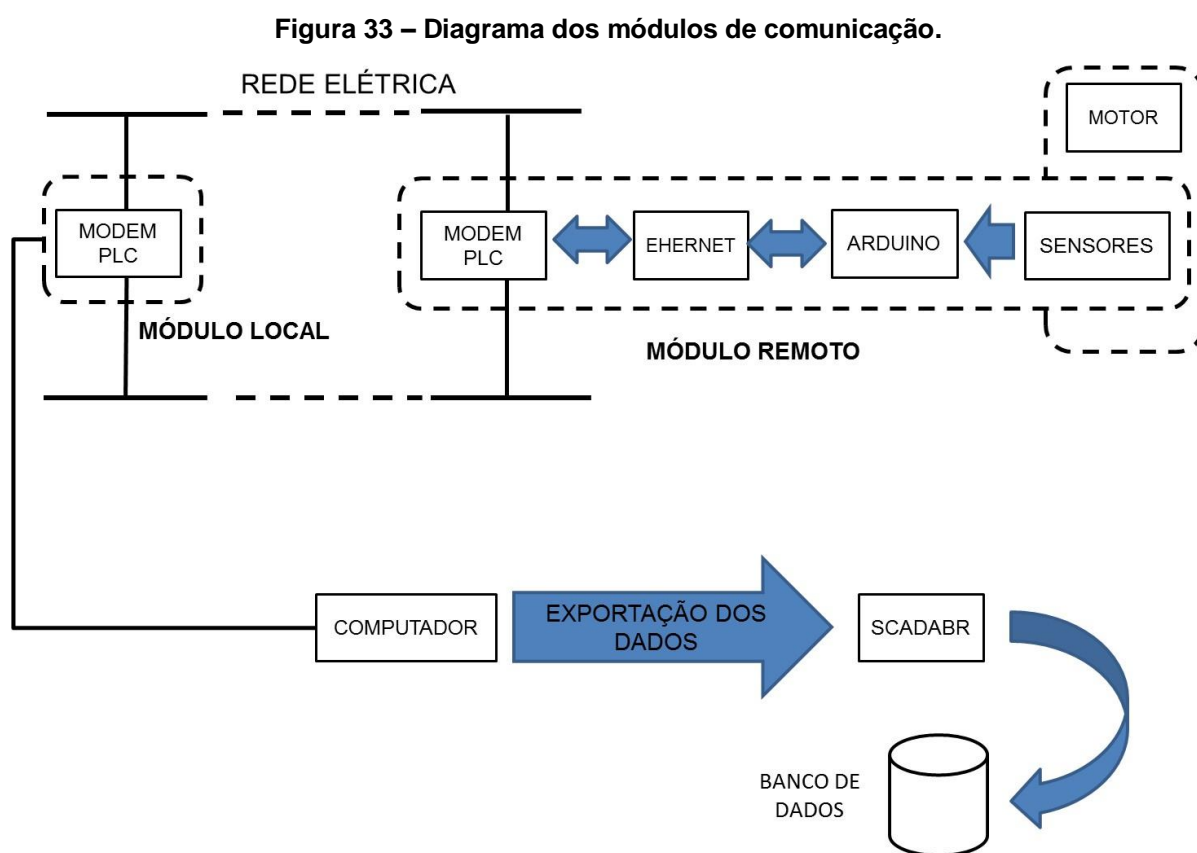 Figura 33 – Diagrama dos módulos de comunicação.
REDE ELÉTRICA
MOTOR
MODEM
PLC
MODEM
PLC
EHERNET
ARDUINO
SENSORES
MÓDULO LOCAL
MÓDULO REMOTO
COMPUTADOR
EXPORTAÇÃO DOS
DADOS
SCADABR
BANCO DE
DADOS